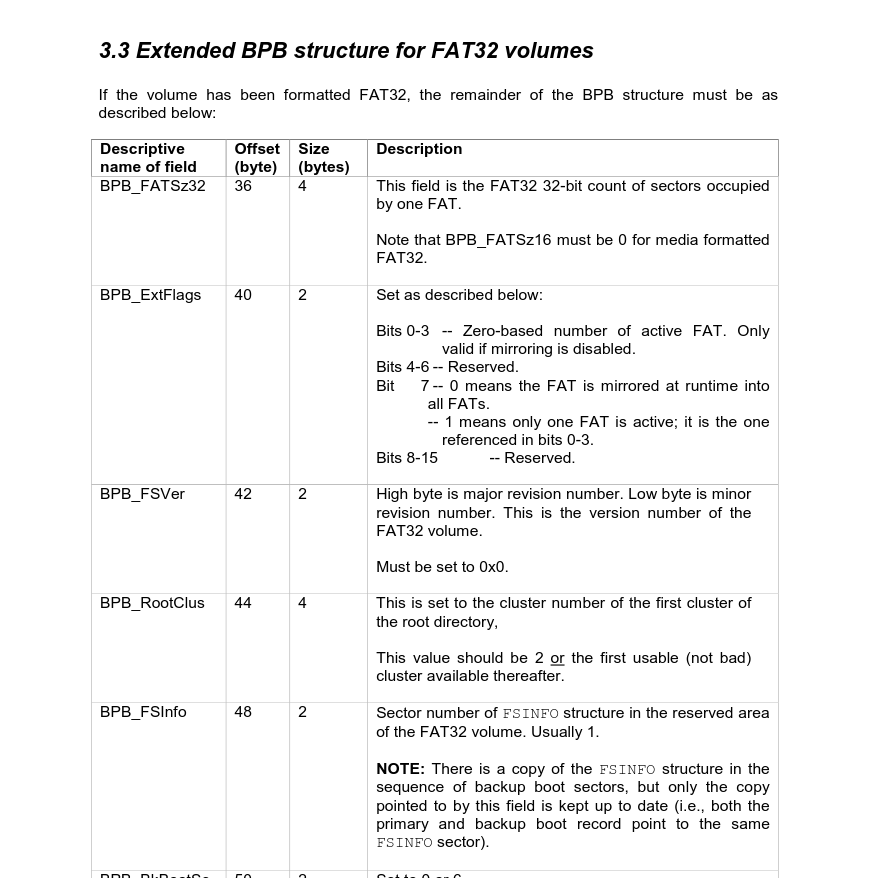 3.3 Extended BPB structure for FAT32 volumes
If the volume has been formatted FAT32, the remainder of the BPB structure must be as
described below:
Descriptive name of field | Offset (byte) | Size (bytes) | Description
BPB_FATSz32 36 4 This field is the FAT32 32-bit count of sectors occupied
by one FAT.
Note that BPB_FATSz16 must be 0 for media formatted
FAT32.
BPB_ExtFlags 40 2 Set as described below:
Bits 0-3 -- Zero-based number of active FAT. Only
valid if mirroring is disabled.
Bits 4-6 -- Reserved.
Bit 7 -- 0 means the FAT is mirrored at runtime into
all FATs.
-- 1 means only one FAT is active; it is the one
referenced in bits 0-3.
Bits 8-15 -- Reserved.
BPB_FSVer 42 2 High byte is major revision number. Low byte is minor
revision number. This is the version number of the
FAT32 volume.
Must be set to 0x0.
BPB_RootClus 44 4 This is set to the cluster number of the first cluster of
the root directory,
This value should be 2 or the first usable (not bad)
cluster available thereafter.
BPB_FSInfo 48 2 Sector number of FSINFO structure in the reserved area
of the FAT32 volume. Usually 1.
NOTE: There is a copy of the FSINFO structure in the
sequence of backup boot sectors, but only the copy
pointed to by this field is kept up to date (i.e., both the
primary and backup boot record point to the same
FSINFO sector).